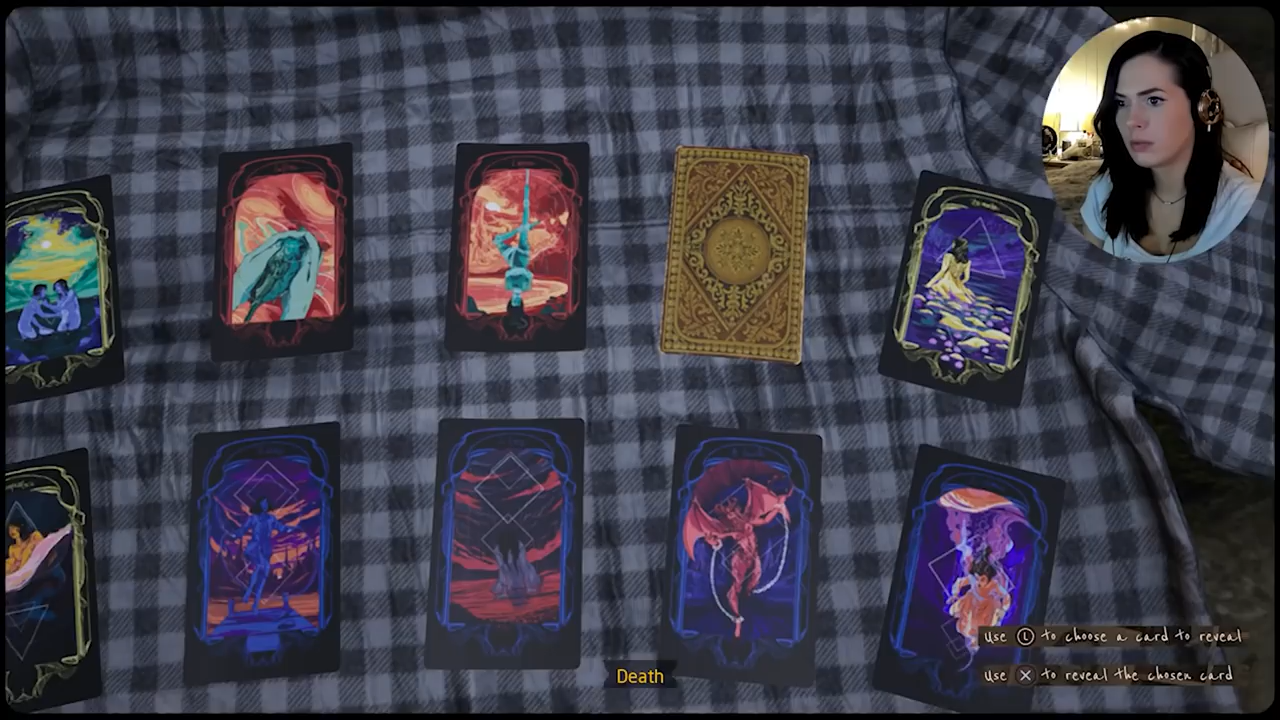 use L to choose a card to reveal
use X to reveal the chosen card
Death